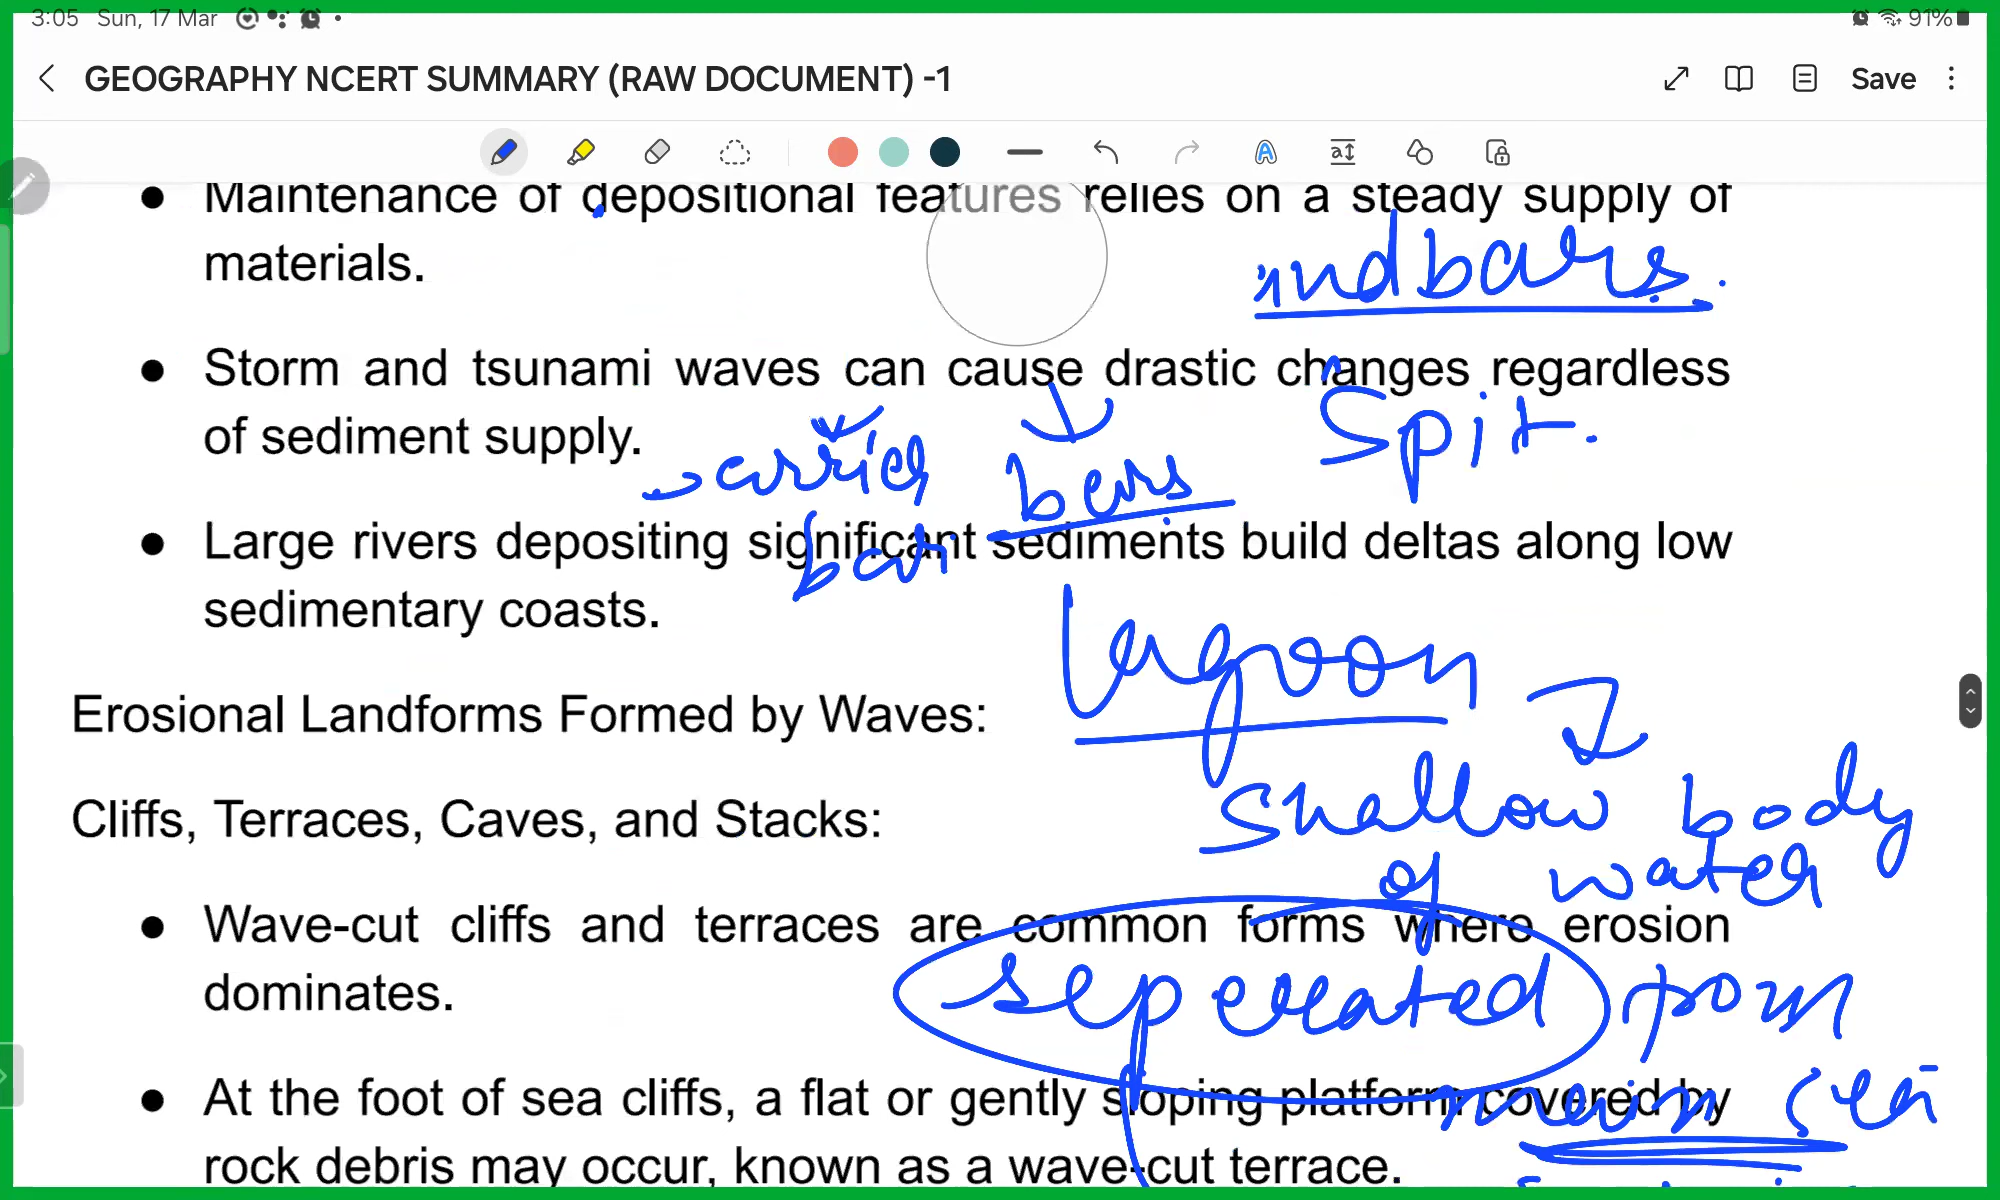 3:05 Sun, 17 Mar
91%
GEOGRAPHY NCERT SUMMARY (RAW DOCUMENT) -1
Save
● Maintenance of depositional features relies on a steady supply of
materials.
bars.
● Storm and tsunami waves can cause drastic changes regardless
of sediment supply.
Spit.
bars
bar
● Large rivers depositing significant sediments build deltas along low
sedimentary coasts.
lagoon
Erosional Landforms Formed by Waves:
shallow body
of water
Cliffs, Terraces, Caves, and Stacks:
● Wave-cut cliffs and terraces are common forms where erosion
dominates.
seperated from
main sea
● At the foot of sea cliffs, a flat or gently sloping platform covered by
rock debris may occur, known as a wave-cut terrace.